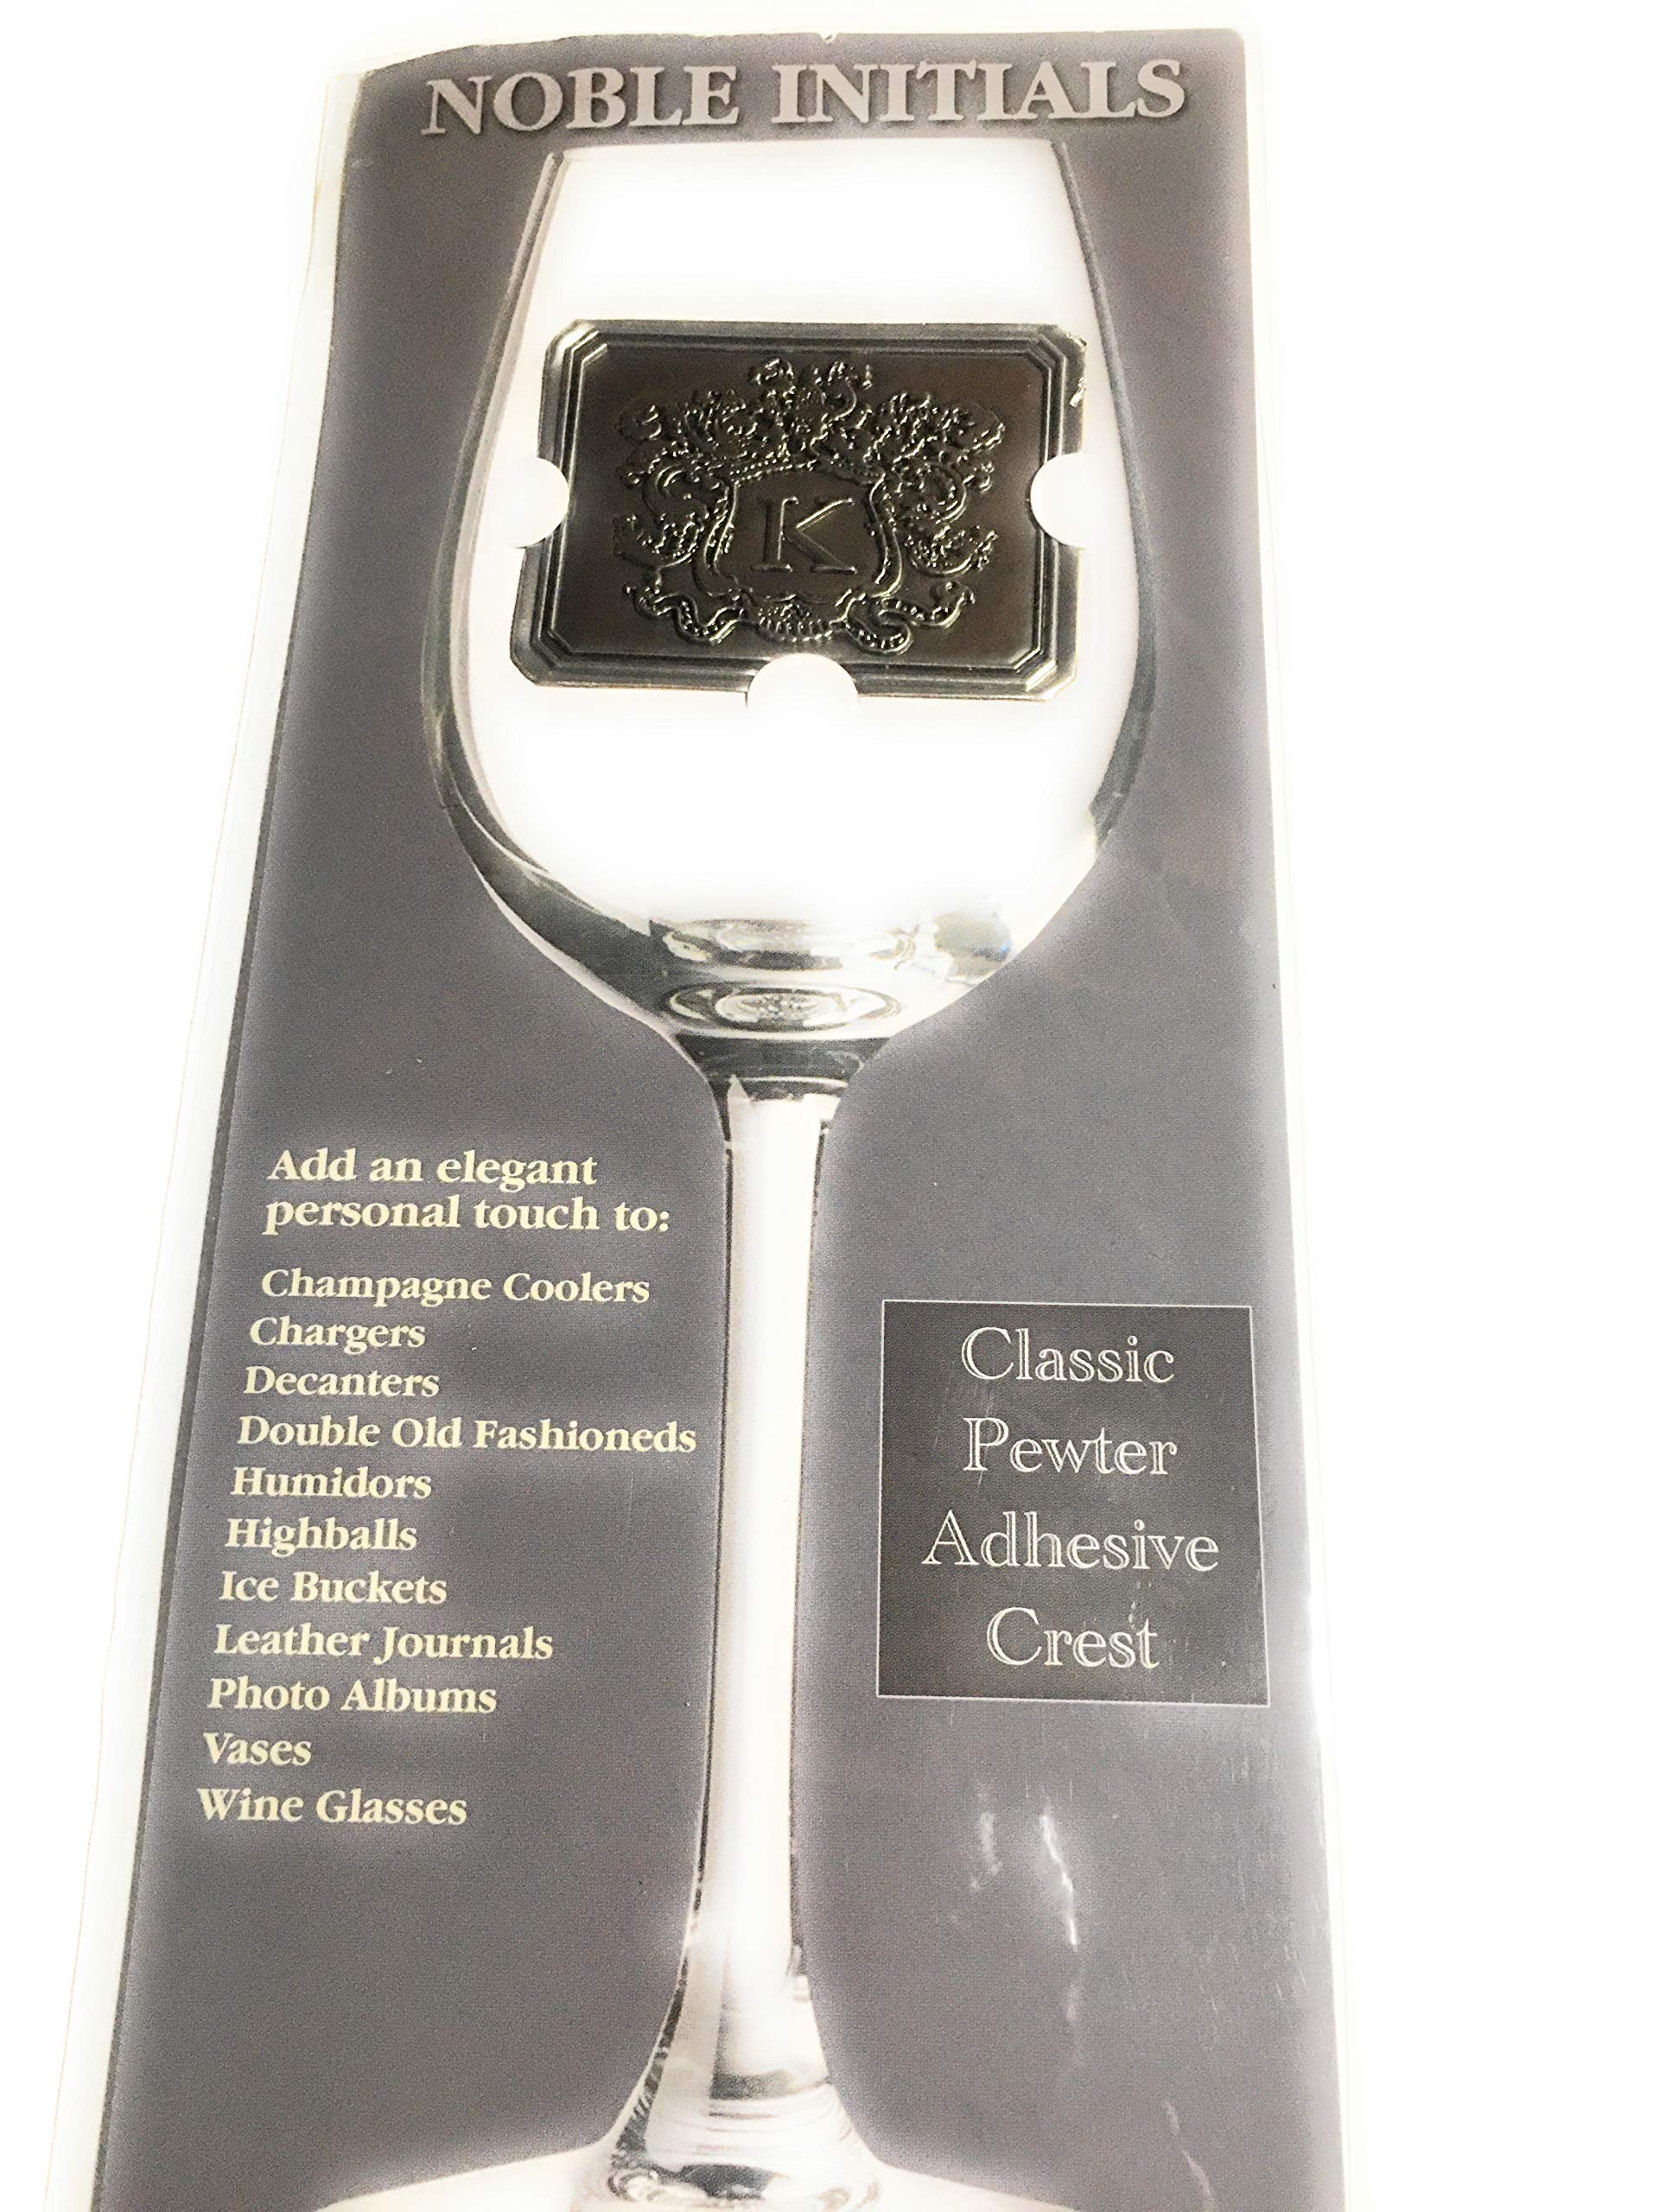 NOBLE INITIALS
K
Add an elegant
personal touch to:
Champagne Coolers
Chargers
Decanters
Double Old Fashioneds
Humidors
Highballs
Ice Buckets
Leather Journals
Photo Albums
Vases
Wine Glasses
Classic
Pewter
Adhesive
Crest